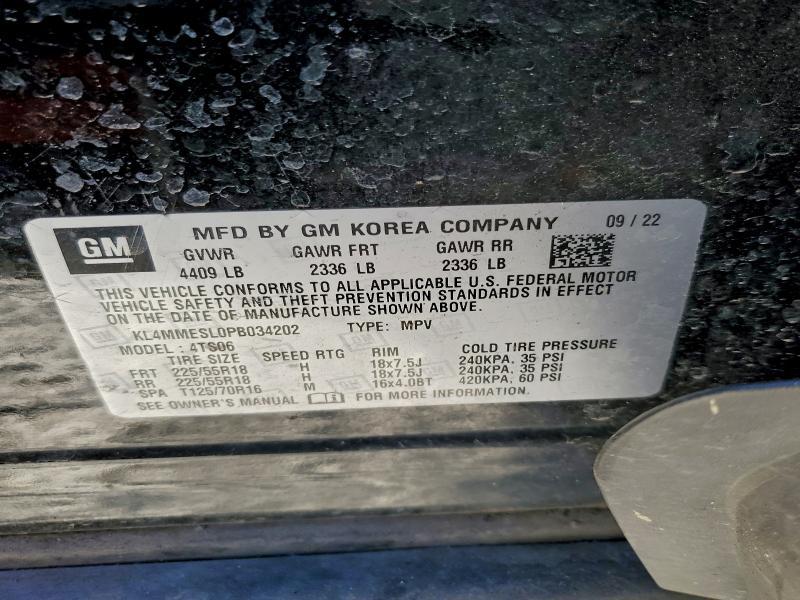 GM
MFD BY GM KOREA COMPANY 09 / 22
GVWR GAWR FRT GAWR RR
4409 LB 2336 LB 2336 LB
THIS VEHICLE CONFORMS TO ALL APPLICABLE U.S. FEDERAL MOTOR
VEHICLE SAFETY AND THEFT PREVENTION STANDARDS IN EFFECT
ON THE DATE OF MANUFACTURE SHOWN ABOVE.
KL4MMESL0PB034202 TYPE: MPV
MODEL: 4TS06
TIRE SIZE SPEED RTG RIM COLD TIRE PRESSURE
FRT 225/55R18 H 18x7.5J 240KPA, 35 PSI
RR 225/55R18 H 18x7.5J 240KPA, 35 PSI
SPA T125/70R16 M 16x4.0BT 420KPA, 60 PSI
SEE OWNER'S MANUAL FOR MORE INFORMATION.